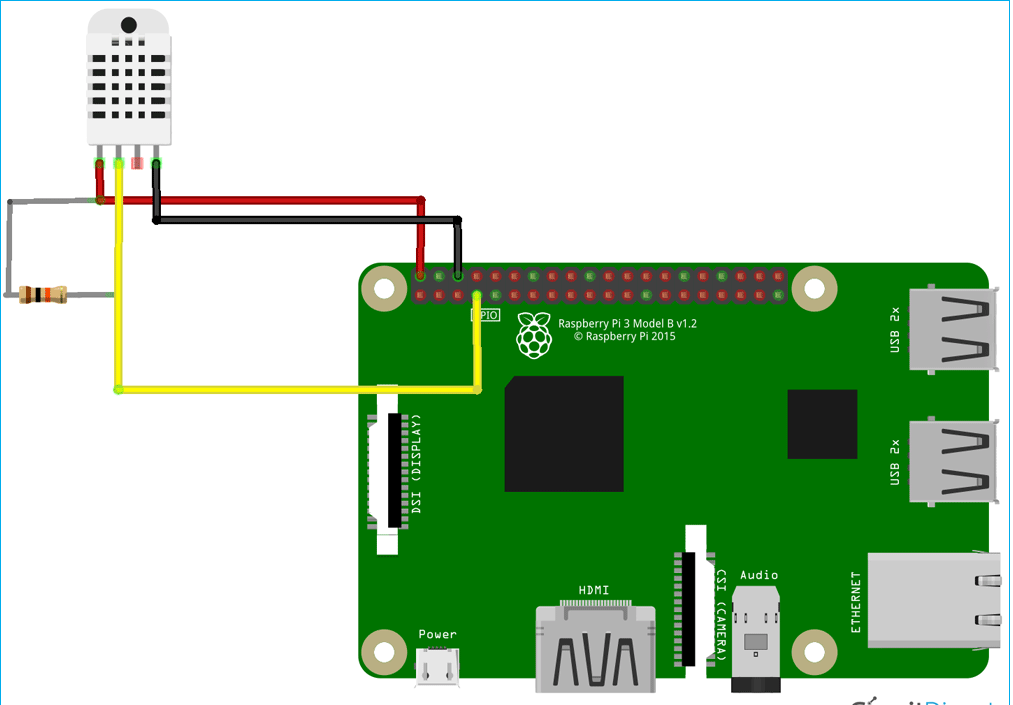 GPIO
Raspberry Pi 3 Model B v1.2
© Raspberry Pi 2015
USB 2x
DSI (DISPLAY)
USB 2x
CSI (CAMERA)
Audio
ETHERNET
HDMI
Power